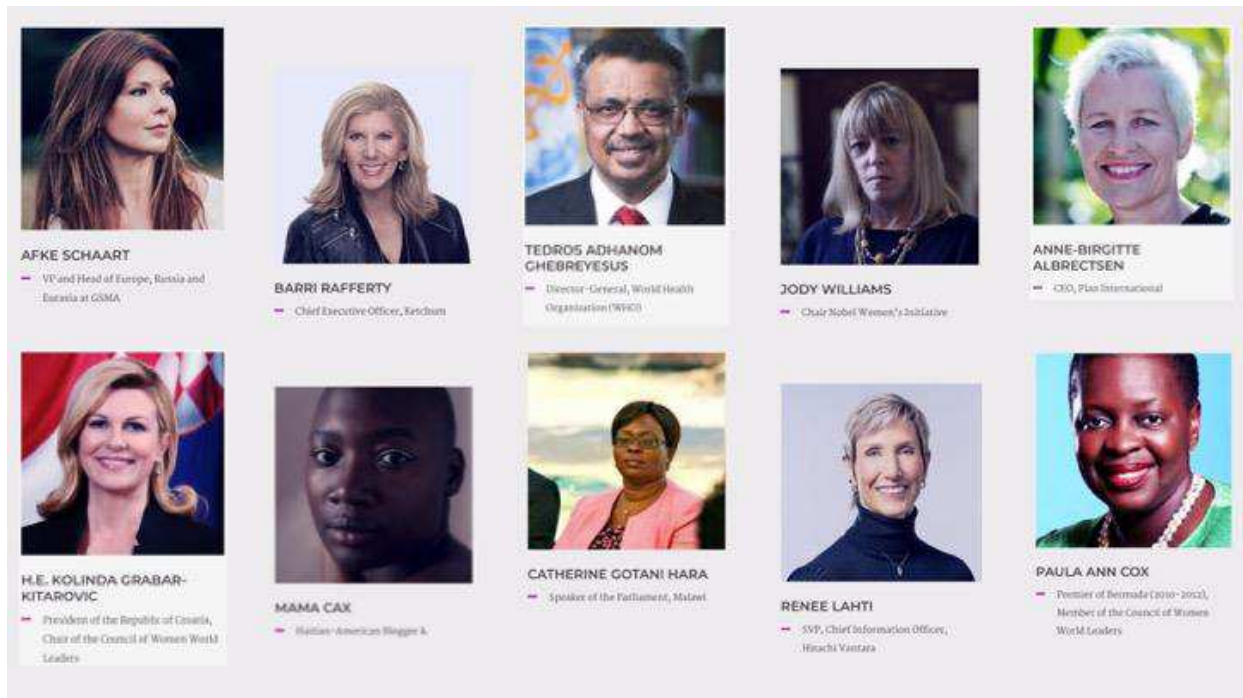 AFKE SCHAART
VP and Head of Europe, Russia and
Eurasia at GSMA
BARRI RAFFERTY
Chief Executive Officer, Ketchum
TEDROS ADHANOM
GHEBREYESUS
Director-General, World Health
Organization (WHO)
JODY WILLIAMS
Chair Nobel Women's Initiative
ANNE-BIRGITTE
ALBRECTSEN
CEO, Plan International
H.E. KOLINDA GRABAR-
KITAROVIC
President of the Republic of Croatia,
Chair of the Council of Women World
Leaders
MAMA CAX
Haitian-American Blogger &
CATHERINE GOTANI HARA
Speaker of the Parliament, Malawi
RENEE LAHTI
SVP, Chief Information Officer,
Hitachi Vantara
PAULA ANN COX
Premier of Bermuda (2010-2012),
Member of the Council of Women
World Leaders